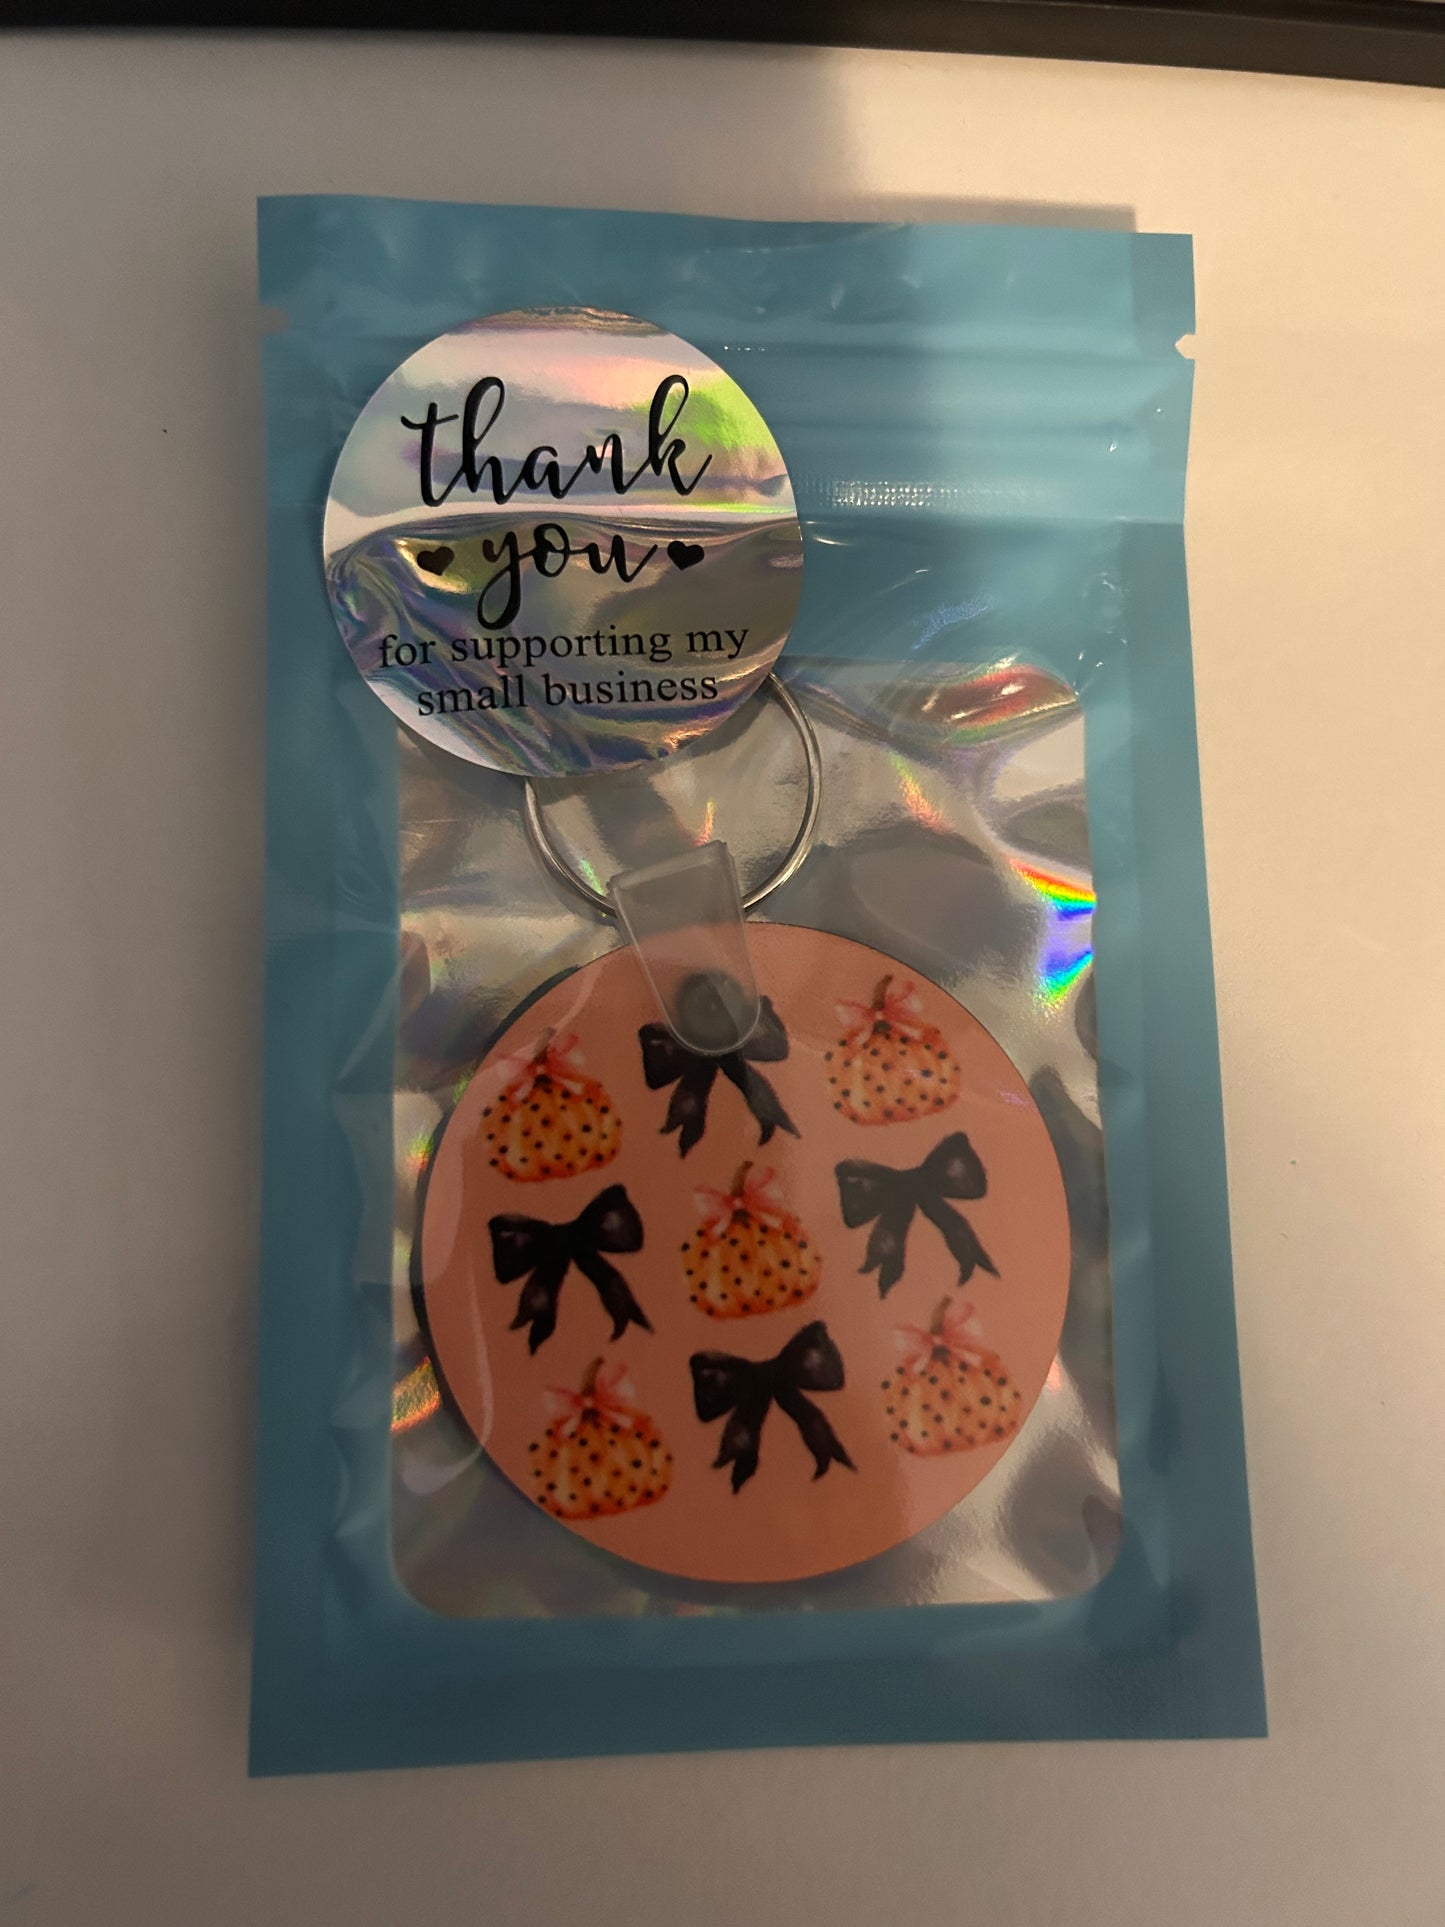 thank
you
for supporting my
small business